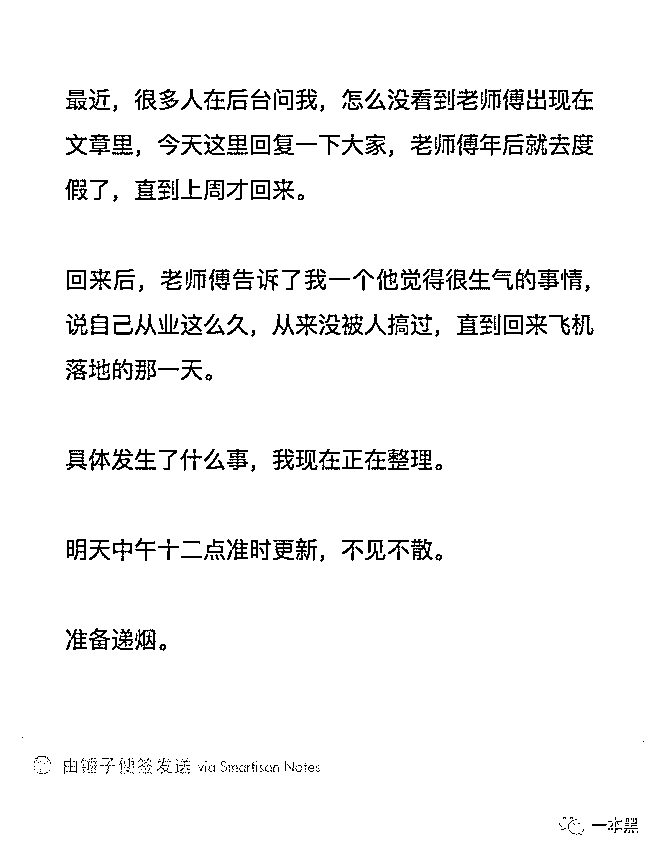 最近，很多人在后台问我，怎么没看到老师傅出现在
文章里，今天这里回复一下大家，老师傅年后就去度
假了，直到上周才回来。
回来后，老师傅告诉了我一个他觉得很生气的事情，
说自己从业这么久，从来没被人搞过，直到回来飞机
落地的那一天。
具体发生了什么事，我现在正在整理。
明天中午十二点准时更新，不见不散。
准备递烟。
由锤子便签发送 via Smartisan Notes
一本黑